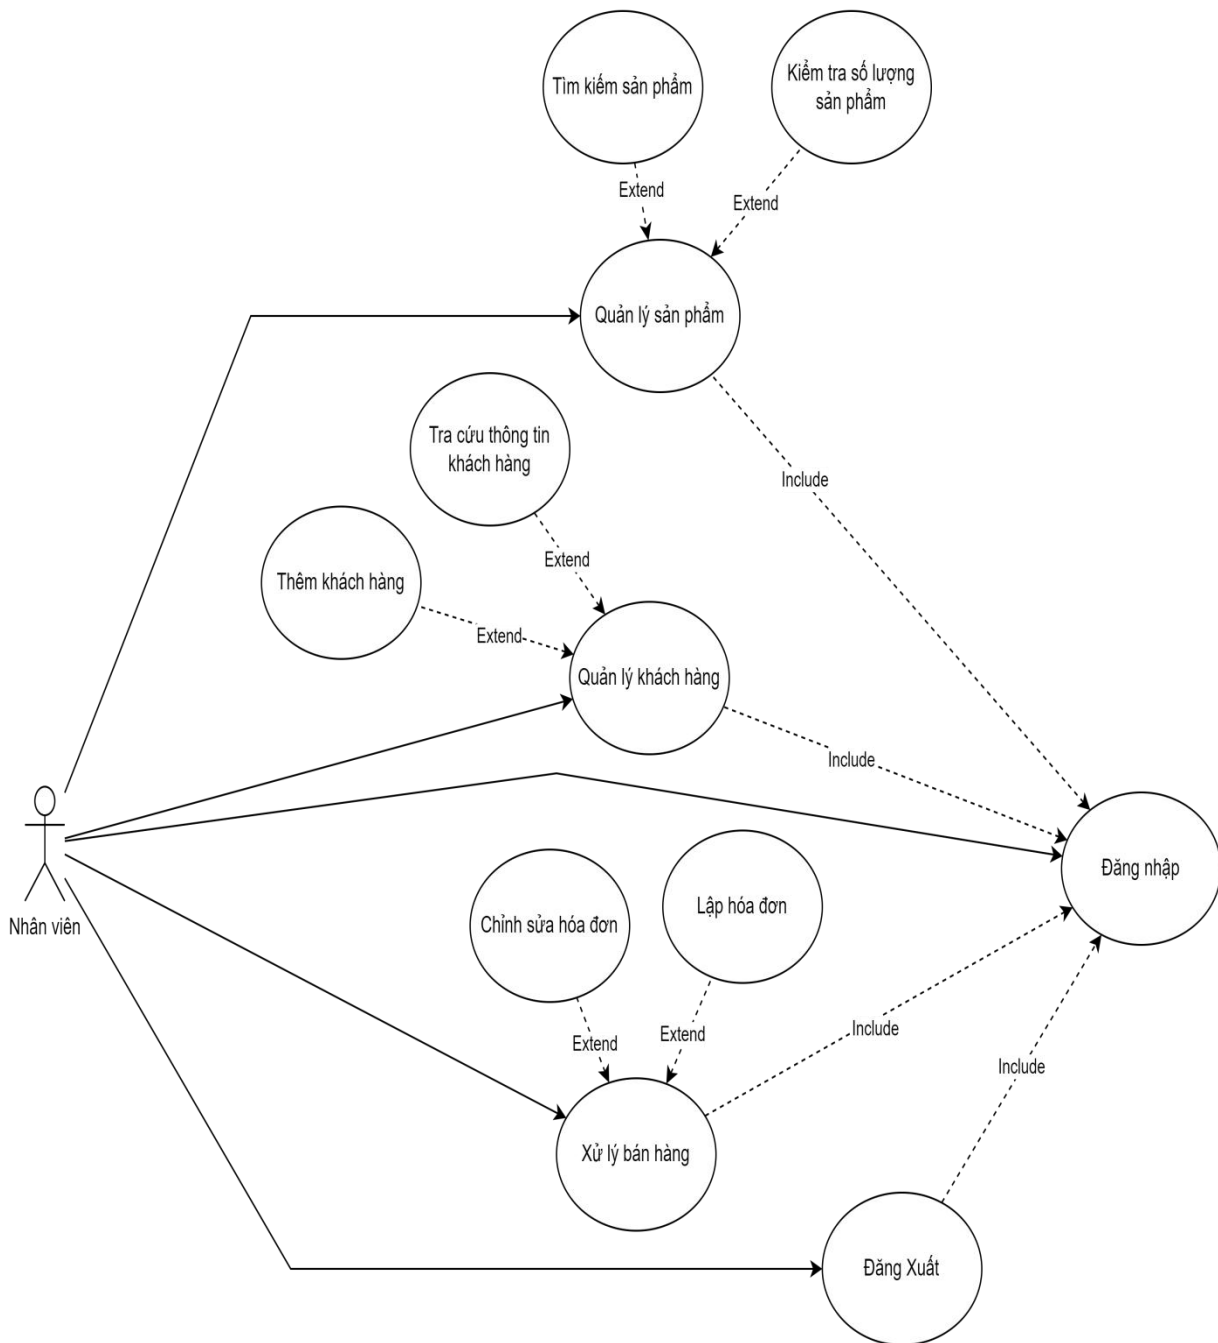 Tìm kiếm sản phẩm
Kiểm tra số lượng
sản phẩm
Extend
Extend
Quản lý sản phẩm
Tra cứu thông tin
khách hàng
Include
Extend
Thêm khách hàng
Extend
Quản lý khách hàng
Include
Đăng nhập
Nhân viên
Chỉnh sửa hóa đơn
Lập hóa đơn
Extend
Extend
Include
Include
Xử lý bán hàng
Đăng Xuất